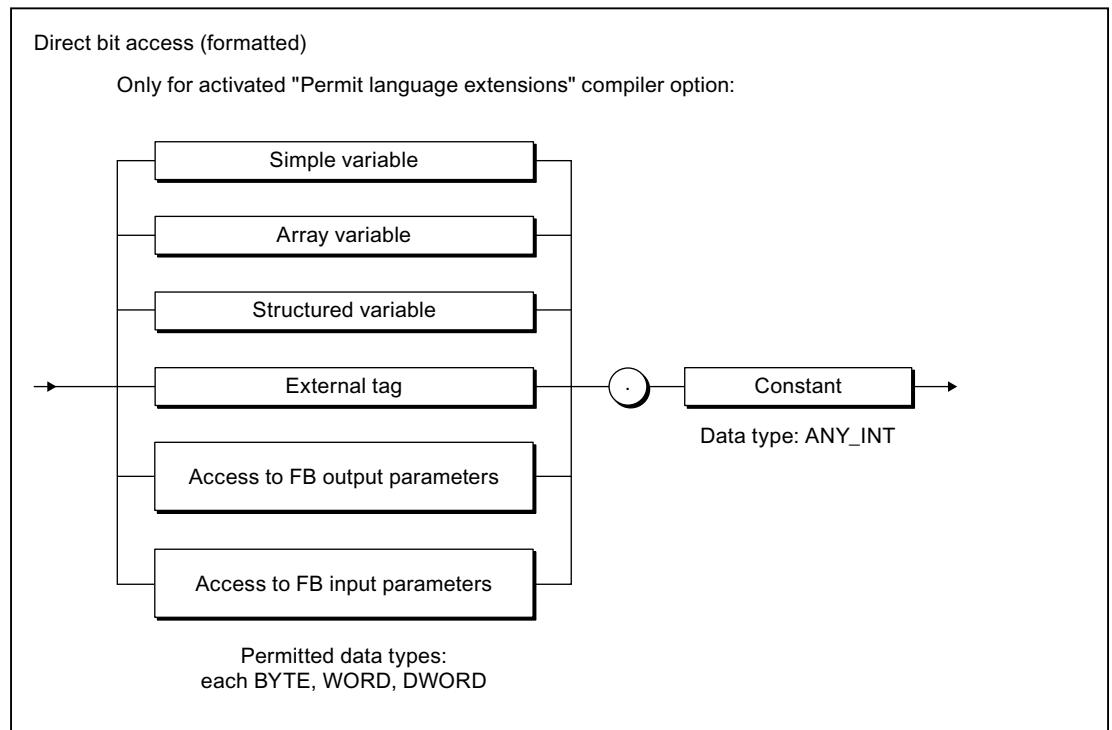 Direct bit access (formatted)
Only for activated "Permit language extensions" compiler option:
Simple variable
Array variable
Structured variable
External tag
.
Constant
Data type: ANY_INT
Access to FB output parameters
Access to FB input parameters
Permitted data types:
each BYTE, WORD, DWORD